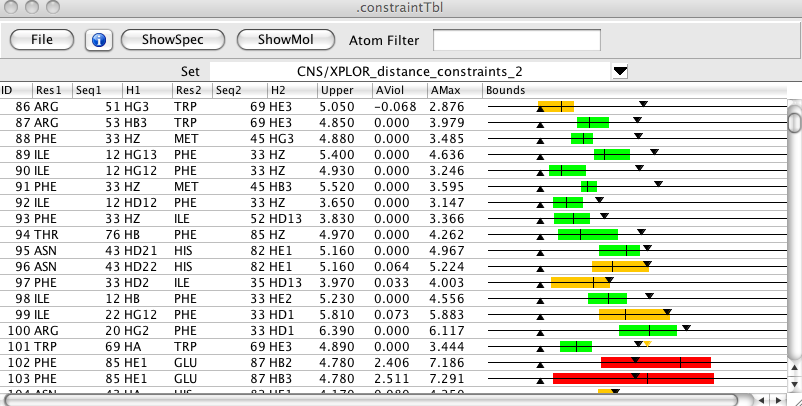 .constraintTbl
File ShowSpec ShowMol Atom Filter
Set CNS/XPLOR_distance_constraints_2
ID Res1 Seq1 H1 Res2 Seq2 H2 Upper AViol AMax Bounds
86 ARG 51 HG3 TRP 69 HE3 5.050 -0.068 2.876
87 ARG 53 HB3 TRP 69 HE3 4.850 0.000 3.979
88 PHE 33 HZ MET 45 HG3 4.880 0.000 3.485
89 ILE 12 HG13 PHE 33 HZ 5.400 0.000 4.636
90 ILE 12 HG12 PHE 33 HZ 4.930 0.000 3.246
91 PHE 33 HZ MET 45 HB3 5.520 0.000 3.595
92 ILE 12 HD12 PHE 33 HZ 3.650 0.000 3.147
93 PHE 33 HZ ILE 52 HD13 3.830 0.000 3.366
94 THR 76 HB PHE 85 HZ 4.970 0.000 4.262
95 ASN 43 HD21 HIS 82 HE1 5.160 0.000 4.967
96 ASN 43 HD22 HIS 82 HE1 5.160 0.064 5.224
97 PHE 33 HD2 ILE 35 HD13 3.970 0.033 4.003
98 ILE 12 HB PHE 33 HE2 5.230 0.000 4.556
99 ILE 22 HG12 PHE 33 HD1 5.810 0.073 5.883
100 ARG 20 HG2 PHE 33 HD1 6.390 0.000 6.117
101 TRP 69 HA TRP 69 HE3 4.890 0.000 3.444
102 PHE 85 HE1 GLU 87 HB2 4.780 2.406 7.186
103 PHE 85 HE1 GLU 87 HB3 4.780 2.511 7.291